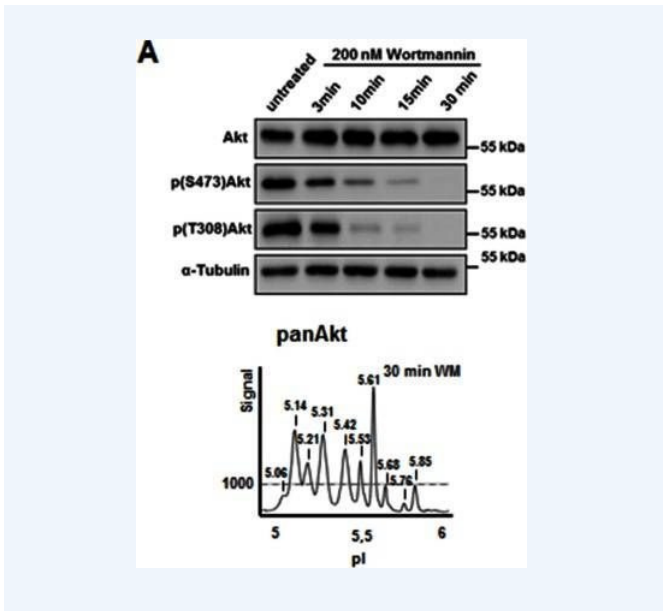 A
200 nM Wortmannin
untreated 3min 10min 15min 30 min
Akt
55 kDa
p(S473)Akt
55 kDa
p(T308)Akt
55 kDa
55 kDa
α-Tubulin
panAkt
30 min WM
Signal
5.61
5.14
5.31
5.42
5.21
5.53
5.06
5.68
5.85
5.76
1000
5
5,5
6
pI